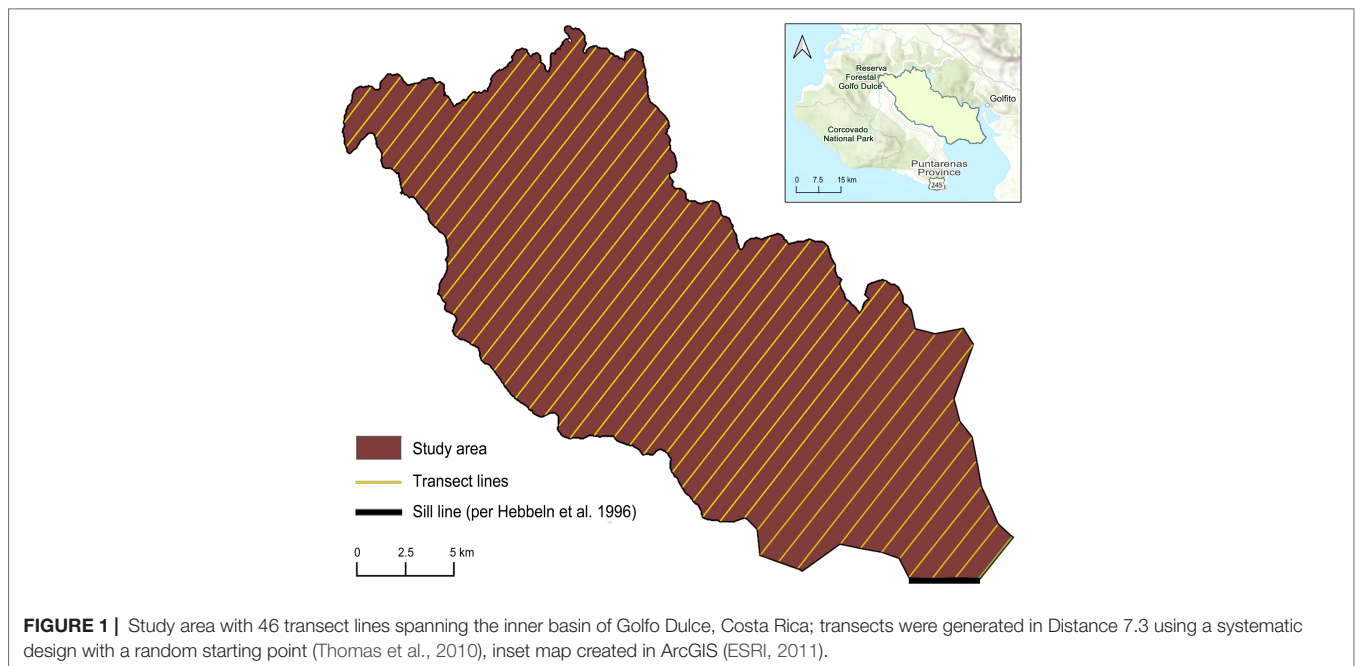 Reserva
Forestal
Golfo Dulce
Golfito
Corcovado
National Park
Puntarenas
Province
245
0 7.5 15 km
Study area
Transect lines
Sill line (per Hebbeln et al. 1996)
0 2.5 5 km
FIGURE 1 | Study area with 46 transect lines spanning the inner basin of Golfo Dulce, Costa Rica; transects were generated in Distance 7.3 using a systematic
design with a random starting point (Thomas et al., 2010), inset map created in ArcGIS (ESRI, 2011).